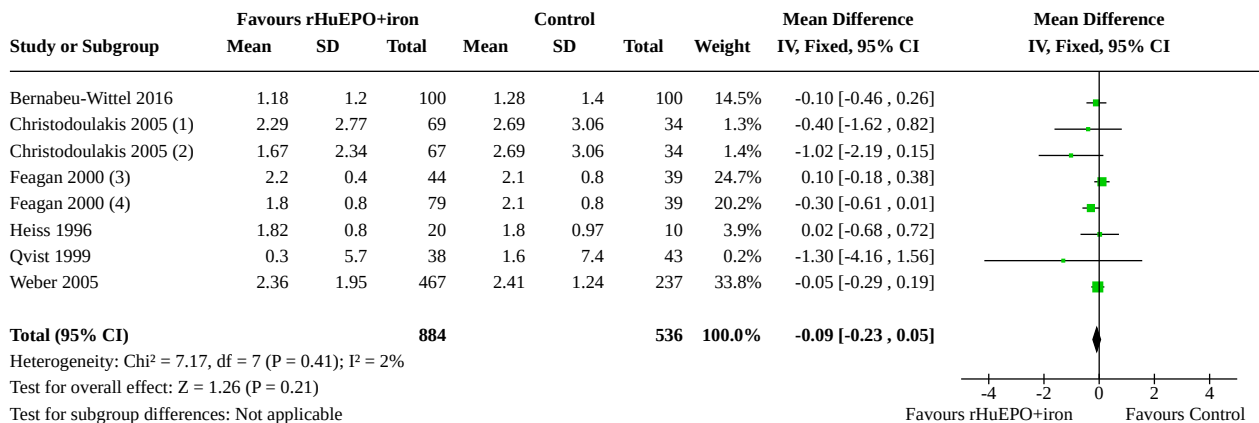 Favours rHuEPO+iron Control Mean Difference Mean Difference
Study or Subgroup Mean SD Total Mean SD Total Weight IV, Fixed, 95% CI IV, Fixed, 95% CI
Bernabeu-Wittel 2016 1.18 1.2 100 1.28 1.4 100 14.5% -0.10 [-0.46 , 0.26]
Christodoulakis 2005 (1) 2.29 2.77 69 2.69 3.06 34 1.3% -0.40 [-1.62 , 0.82]
Christodoulakis 2005 (2) 1.67 2.34 67 2.69 3.06 34 1.4% -1.02 [-2.19 , 0.15]
Feagan 2000 (3) 2.2 0.4 44 2.1 0.8 39 24.7% 0.10 [-0.18 , 0.38]
Feagan 2000 (4) 1.8 0.8 79 2.1 0.8 39 20.2% -0.30 [-0.61 , 0.01]
Heiss 1996 1.82 0.8 20 1.8 0.97 10 3.9% 0.02 [-0.68 , 0.72]
Qvist 1999 0.3 5.7 38 1.6 7.4 43 0.2% -1.30 [-4.16 , 1.56]
Weber 2005 2.36 1.95 467 2.41 1.24 237 33.8% -0.05 [-0.29 , 0.19]
Total (95% CI) 884 536 100.0% -0.09 [-0.23 , 0.05]
Heterogeneity: Chi² = 7.17, df = 7 (P = 0.41); I² = 2%
Test for overall effect: Z = 1.26 (P = 0.21)
Test for subgroup differences: Not applicable
-4 -2 0 2 4
Favours rHuEPO+iron Favours Control